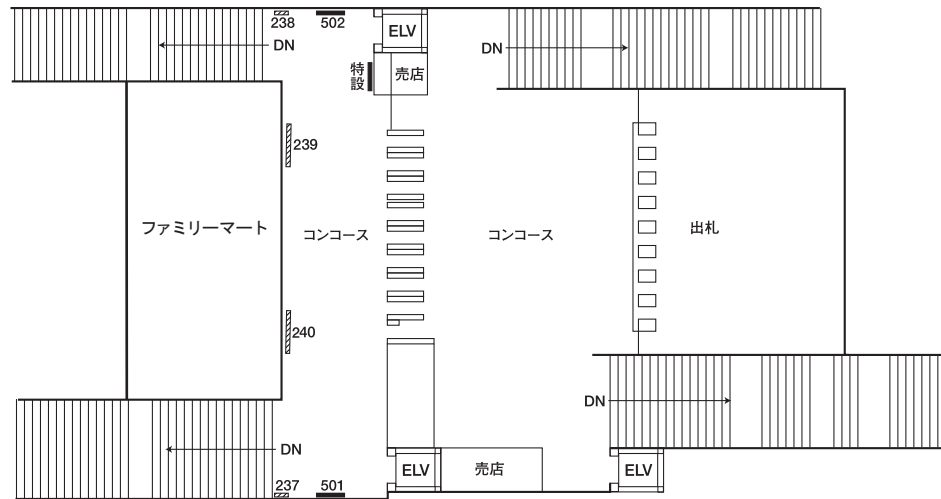 238
502
ELV
DN
DN
特設
売店
239
ファミリーマート
コンコース
コンコース
出札
240
DN
DN
ELV
売店
ELV
237
501